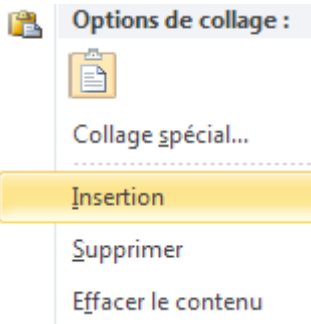 Options de collage :
Collage spécial...
Insertion
Supprimer
Effacer le contenu